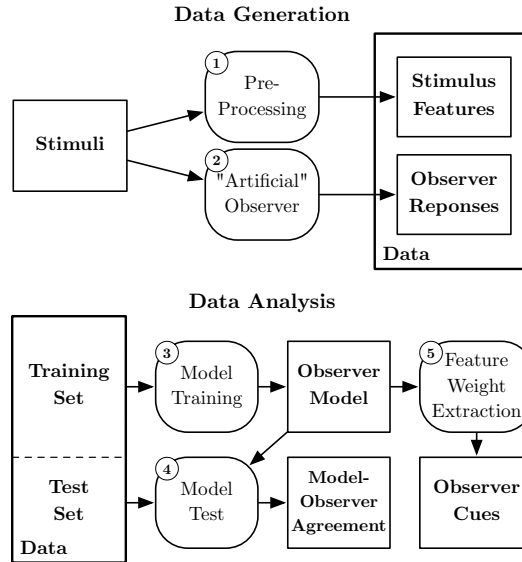 Data Generation
1
Pre-
Processing
Stimulus
Features
Stimuli
2
"Artificial"
Observer
Observer
Reponses
Data
Data Analysis
Training
Set
3
Model
Training
Observer
Model
5
Feature
Weight
Extraction
Test
Set
4
Model
Test
Model-
Observer
Agreement
Observer
Cues
Data